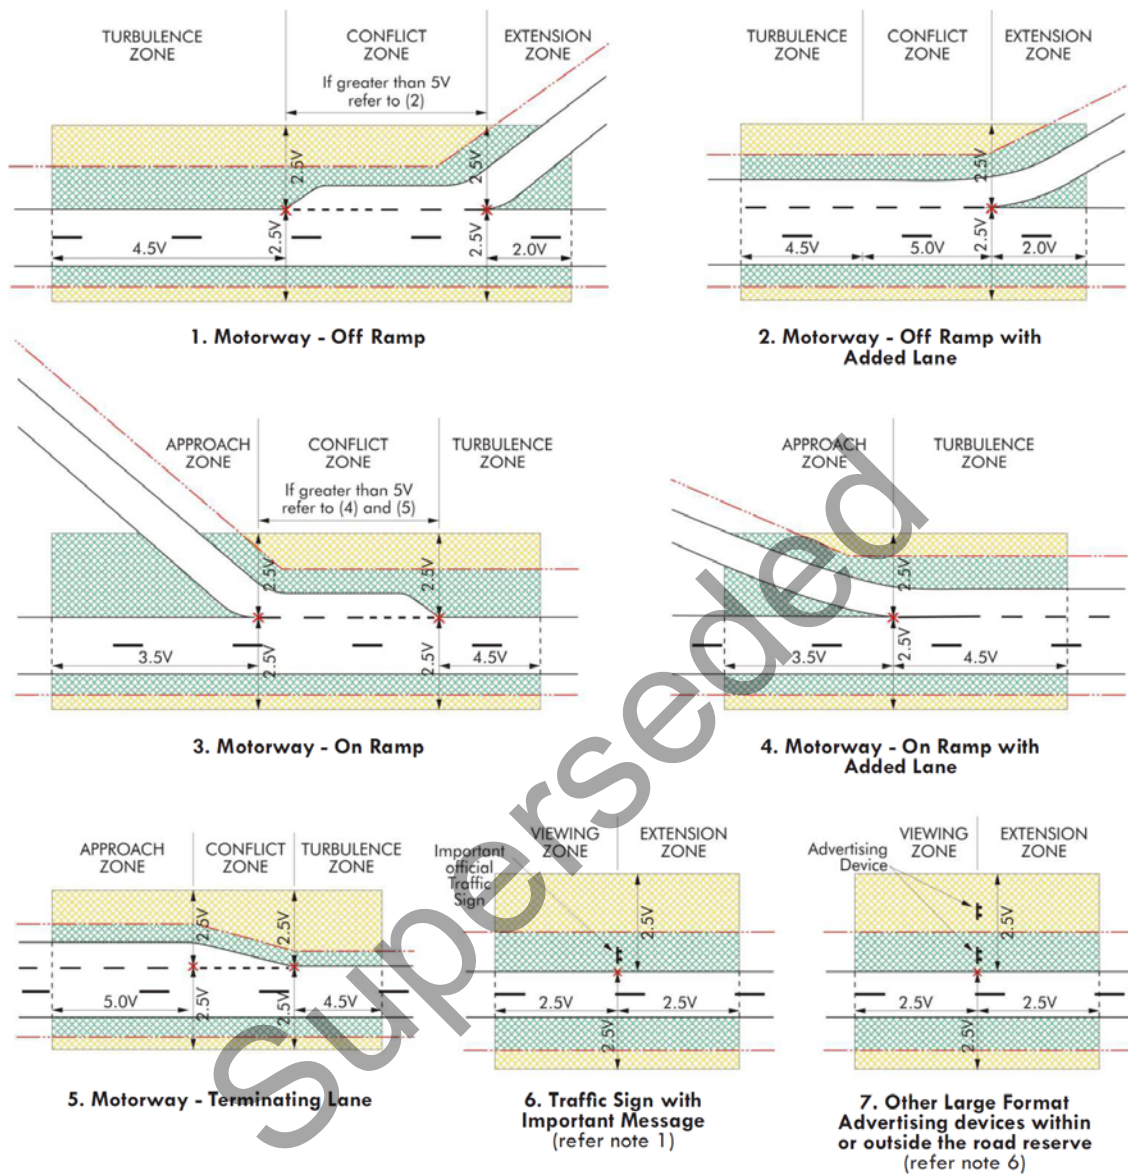 TURBULENCE
ZONE
CONFLICT
ZONE
EXTENSION
ZONE
If greater than 5V
refer to (2)
2.5V
2.5V
2.5V
2.5V
4.5V
2.0V
1. Motorway - Off Ramp
TURBULENCE
ZONE
CONFLICT
ZONE
EXTENSION
ZONE
2.5V
2.5V
4.5V
5.0V
2.0V
2. Motorway - Off Ramp with
Added Lane
APPROACH
ZONE
CONFLICT
ZONE
TURBULENCE
ZONE
If greater than 5V
refer to (4) and (5)
2.5V
2.5V
2.5V
2.5V
3.5V
4.5V
3. Motorway - On Ramp
APPROACH
ZONE
TURBULENCE
ZONE
2.5V
2.5V
3.5V
4.5V
4. Motorway - On Ramp with
Added Lane
APPROACH
ZONE
CONFLICT
ZONE
TURBULENCE
ZONE
2.5V
2.5V
2.5V
2.5V
5.0V
4.5V
5. Motorway - Terminating Lane
VIEWING
ZONE
EXTENSION
ZONE
Important
official
Traffic
Sign
2.5V
2.5V
2.5V
2.5V
6. Traffic Sign with
Important Message
(refer note 1)
VIEWING
ZONE
EXTENSION
ZONE
Advertising
Device
2.5V
2.5V
2.5V
2.5V
7. Other Large Format
Advertising devices within
or outside the road reserve
(refer note 6)
Superseded